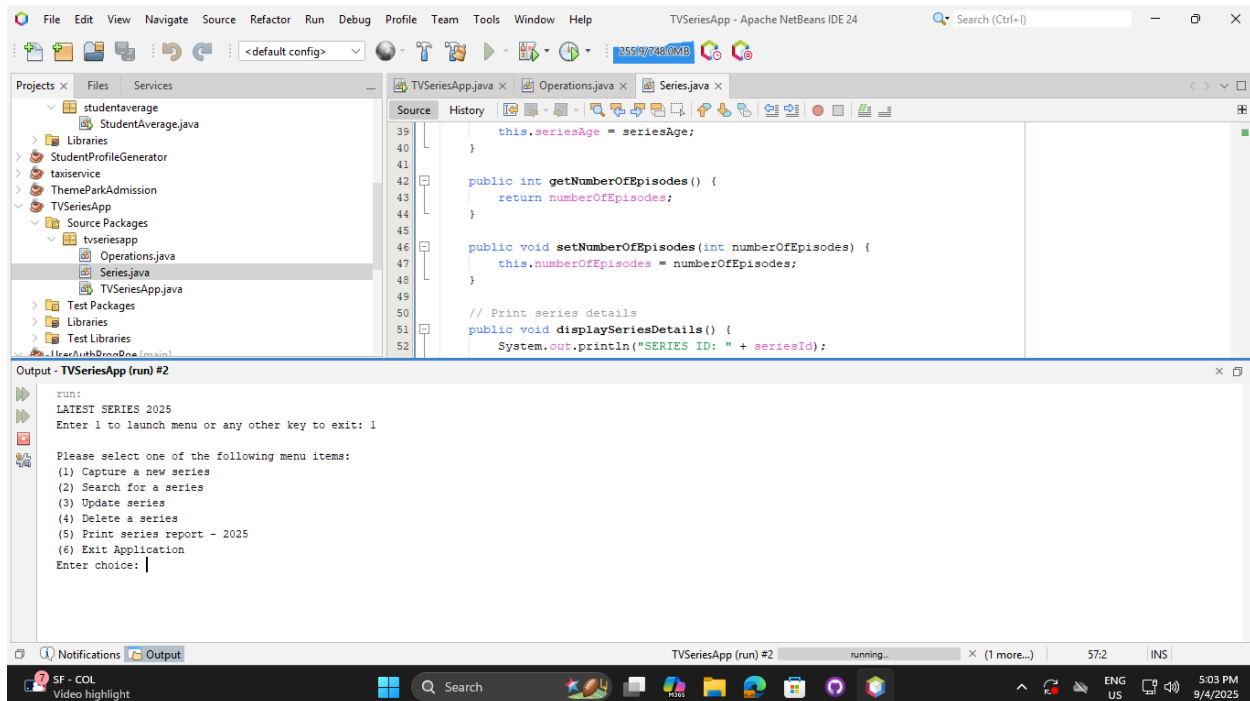 File Edit View Navigate Source Refactor Run Debug Profile Team Tools Window Help TVSeriesApp - Apache NetBeans IDE 24 Search (Ctrl+I)
<default config> 255.9/748.0MB
Projects Files Services
TVSeriesApp.java Operations.java Series.java
Source History
studentaverage
StudentAverage.java
Libraries
StudentProfileGenerator
taxiservice
ThemeParkAdmission
TVSeriesApp
Source Packages
tvseriesapp
Operations.java
Series.java
TVSeriesApp.java
Test Packages
Libraries
Test Libraries
UserAuthProgPoe [main]
39 this.seriesAge = seriesAge;
40 }
41
42 public int getNumberOfEpisodes() {
43 return numberOfEpisodes;
44 }
45
46 public void setNumberOfEpisodes(int numberOfEpisodes) {
47 this.numberOfEpisodes = numberOfEpisodes;
48 }
49
50 // Print series details
51 public void displaySeriesDetails() {
52 System.out.println("SERIES ID: " + seriesId);
Output - TVSeriesApp (run) #2
run:
LATEST SERIES 2025
Enter 1 to launch menu or any other key to exit: 1
Please select one of the following menu items:
(1) Capture a new series
(2) Search for a series
(3) Update series
(4) Delete a series
(5) Print series report - 2025
(6) Exit Application
Enter choice:
Notifications Output TVSeriesApp (run) #2 running... (1 more...) 57:2 INS
7 SF - COL
Video highlight
Search
M365
ENG
US
5:03 PM
9/4/2025